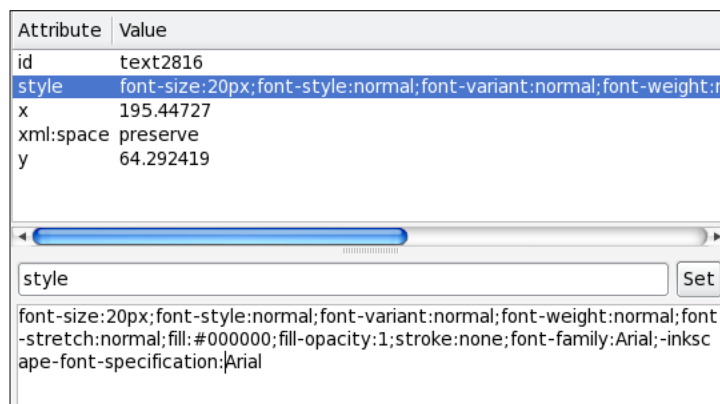 Attribute Value
id text2816
style font-size:20px;font-style:normal;font-variant:normal;font-weight:
x 195.44727
xml:space preserve
y 64.292419
style Set
font-size:20px;font-style:normal;font-variant:normal;font-weight:normal;font
-stretch:normal;fill:#000000;fill-opacity:1;stroke:none;font-family:Arial;-inksc
ape-font-specification:Arial